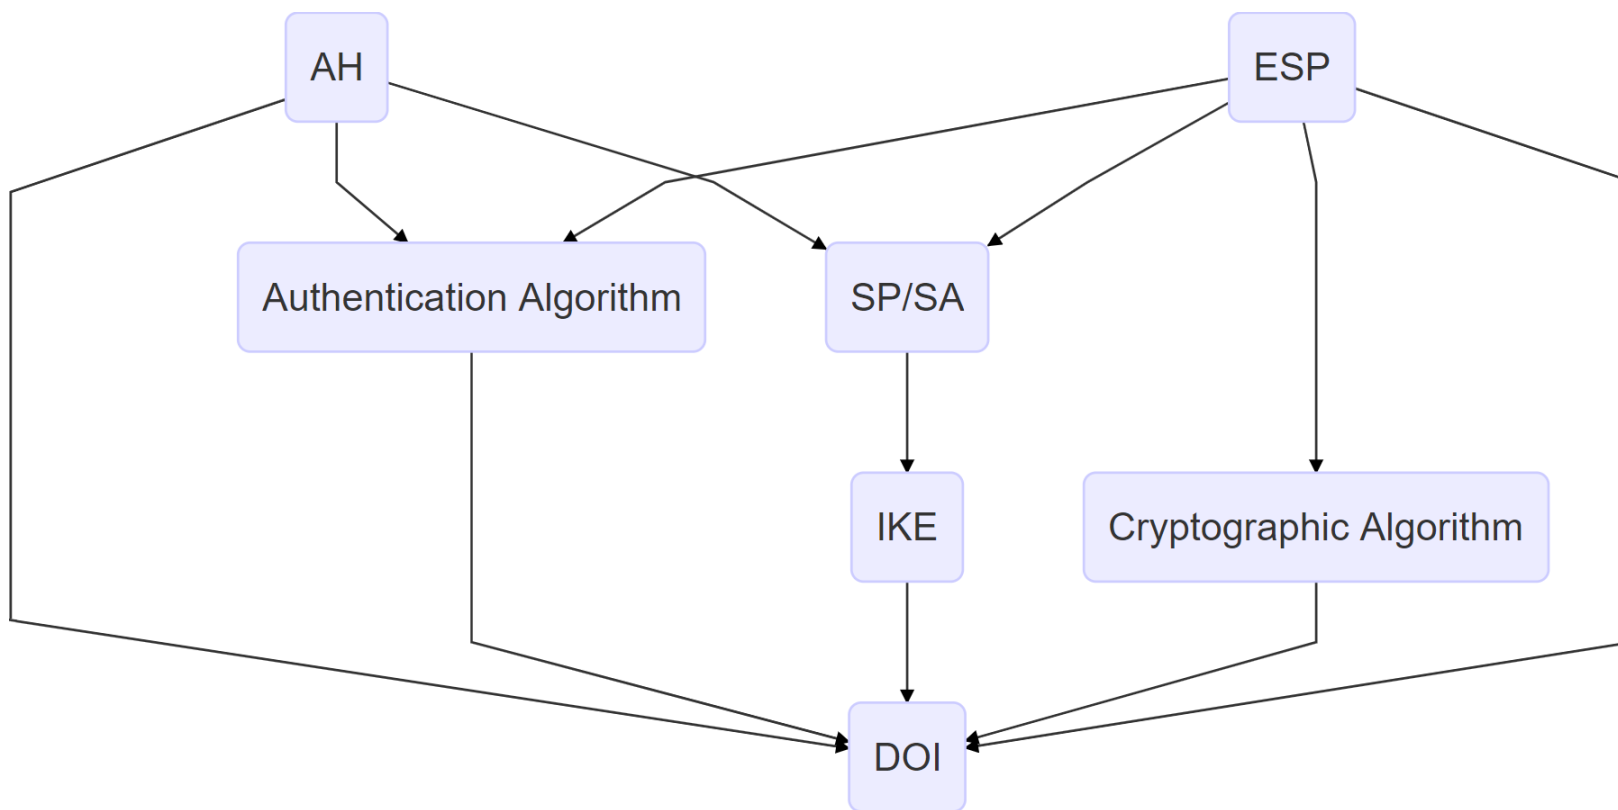 AH
ESP
Authentication Algorithm
SP/SA
IKE
Cryptographic Algorithm
DOI